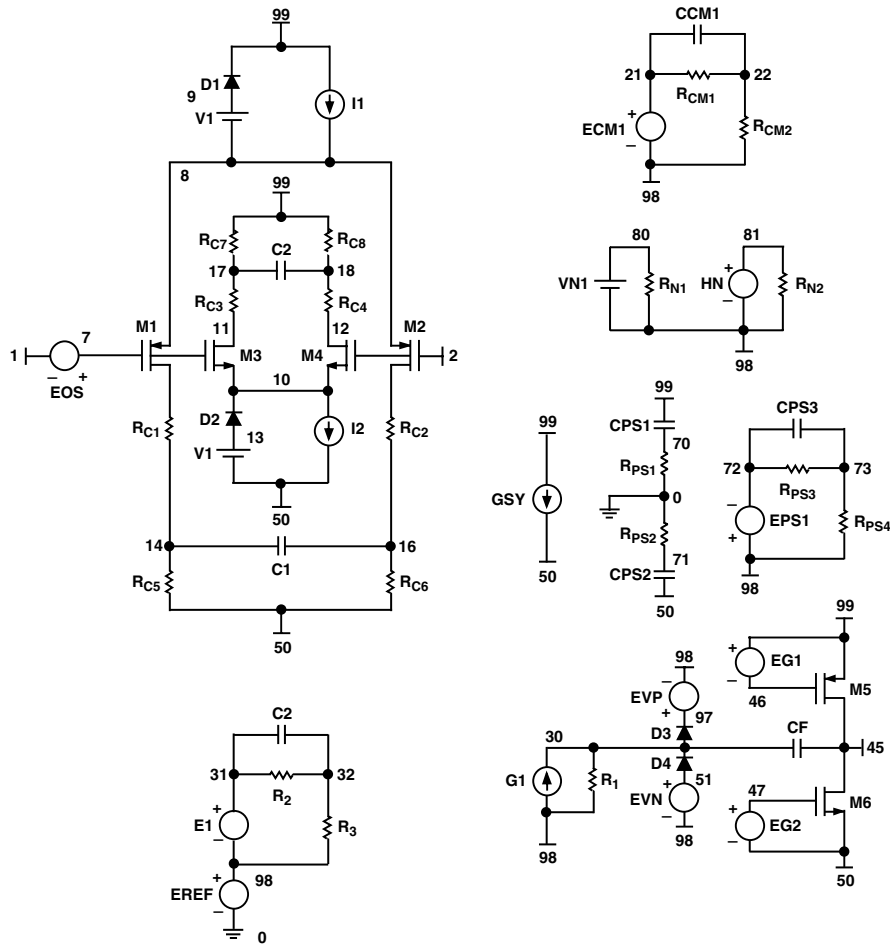 99
D1
9
V1
I1
8
99
RC7
RC8
C2
17
18
RC3
RC4
M1
11
12
M2
7
1
M3
M4
2
−
+
EOS
10
RC1
D2
13
V1
I2
RC2
50
14
16
C1
RC5
RC6
50
CCM1
21
22
RCM1
+
ECM1
−
RCM2
98
80
81
VN1
RN1
+
HN
−
RN2
98
99
GSY
50
99
CPS1
70
RPS1
0
RPS2
71
CPS2
50
CPS3
72
73
RPS3
−
EPS1
+
RPS4
98
C2
31
32
R2
+
E1
−
R3
+
98
EREF
−
0
99
+
EG1
−
46
M5
98
−
EVP
+
97
D3
30
CF
45
D4
G1
R1
51
+
EVN
−
98
98
47
M6
+
EG2
−
50